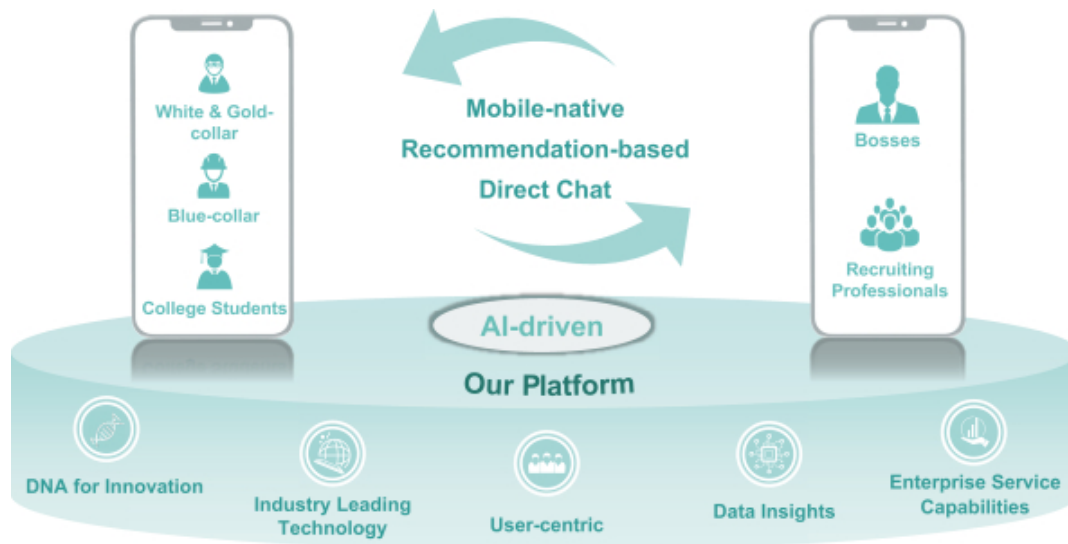 White & Gold-
collar
Blue-collar
College Students
Mobile-native
Recommendation-based
Direct Chat
Bosses
Recruiting
Professionals
AI-driven
Our Platform
DNA for Innovation
Industry Leading
Technology
User-centric
Data Insights
Enterprise Service
Capabilities